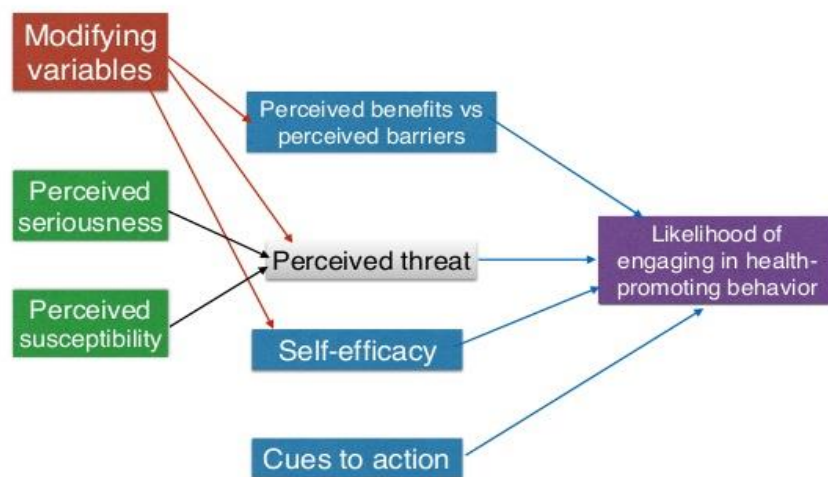 Modifying
variables
Perceived benefits vs
perceived barriers
Perceived
seriousness
Perceived threat
Likelihood of
engaging in health-
promoting behavior
Perceived
susceptibility
Self-efficacy
Cues to action